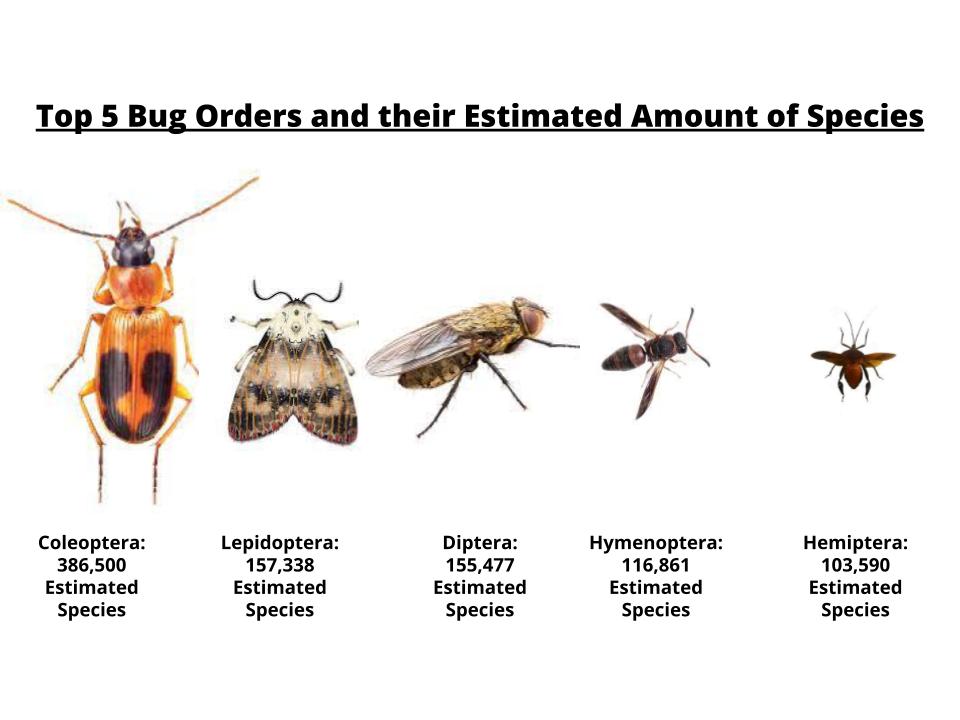 Top 5 Bug Orders and their Estimated Amount of Species
Coleoptera:
386,500
Estimated
Species
Lepidoptera:
157,338
Estimated
Species
Diptera:
155,477
Estimated
Species
Hymenoptera:
116,861
Estimated
Species
Hemiptera:
103,590
Estimated
Species